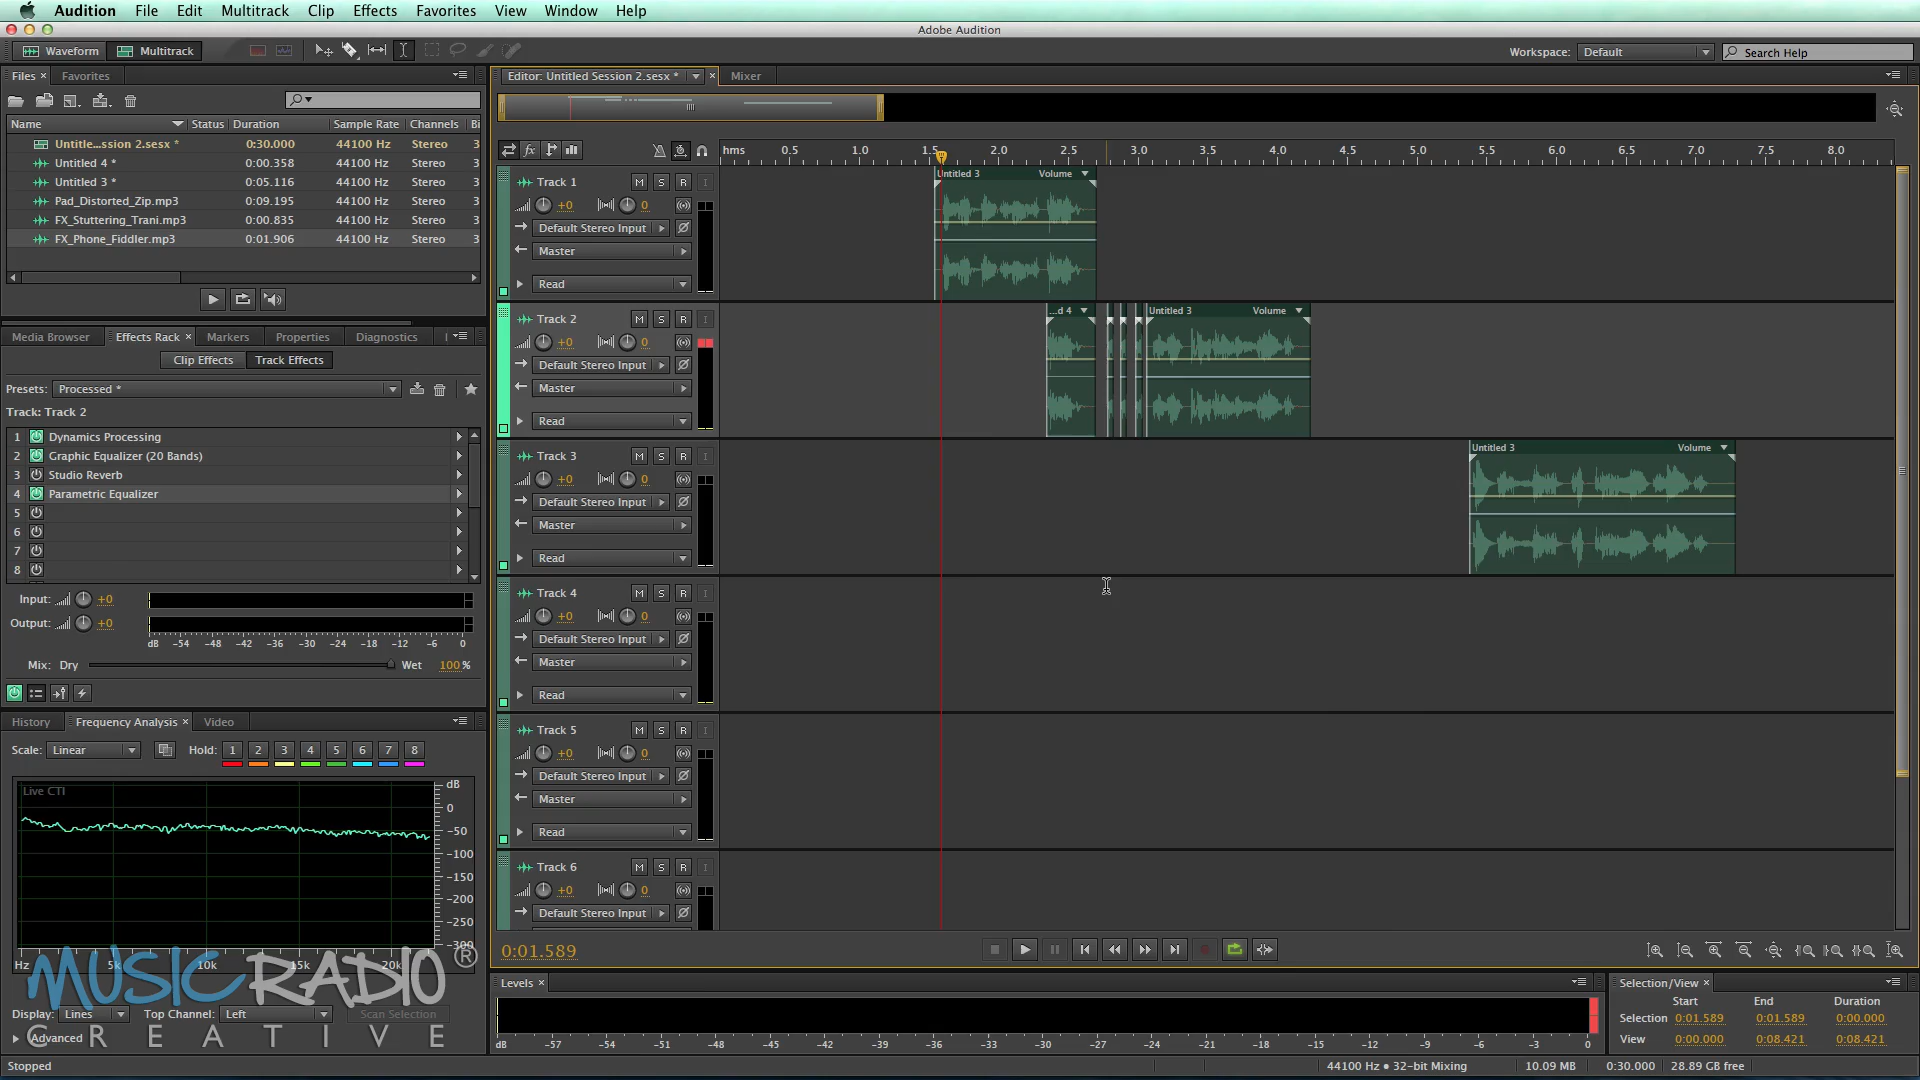 Audition File Edit Multitrack Clip Effects Favorites View Window Help
Adobe Audition
Waveform Multitrack Workspace: Default Search Help
Files × Favorites
Name Status Duration Sample Rate Channels Bi
Untitle...ssion 2.sesx * 0:30.000 44100 Hz Stereo 3
Untitled 4 * 0:00.358 44100 Hz Stereo 3
Untitled 3 * 0:05.116 44100 Hz Stereo 3
Pad_Distorted_Zip.mp3 0:09.195 44100 Hz Stereo 3
FX_Stuttering_Trani.mp3 0:00.835 44100 Hz Stereo 3
FX_Phone_Fiddler.mp3 0:01.906 44100 Hz Stereo 3
Media Browser Effects Rack × Markers Properties Diagnostics
Clip Effects Track Effects
Presets: Processed *
Track: Track 2
1 Dynamics Processing
2 Graphic Equalizer (20 Bands)
3 Studio Reverb
4 Parametric Equalizer
5
6
7
8
Input: +0
Output: +0
dB -54 -48 -42 -36 -30 -24 -18 -12 -6 0
Mix: Dry Wet 100 %
History Frequency Analysis × Video
Scale: Linear Hold: 1 2 3 4 5 6 7 8
Live CTI
dB
0
-50
-100
-150
-200
-250
-300
Hz 5k 10k 15k 20k
MUSIC RADIO ®
CREATIVE
Display: Lines Top Channel: Left Scan Selection
Advanced
Stopped
Editor: Untitled Session 2.sesx * × Mixer
fx hms 0.5 1.0 1.5 2.0 2.5 3.0 3.5 4.0 4.5 5.0 5.5 6.0 6.5 7.0 7.5 8.0
Track 1 M S R I
+0 0
Default Stereo Input
Master
Read
Untitled 3 Volume
Track 2 M S R I
+0 0
Default Stereo Input
Master
Read
...d 4 Untitled 3 Volume
Track 3 M S R I
+0 0
Default Stereo Input
Master
Read
Untitled 3 Volume
Track 4 M S R I
+0 0
Default Stereo Input
Master
Read
Track 5 M S R I
+0 0
Default Stereo Input
Master
Read
Track 6 M S R I
+0 0
Default Stereo Input
0:01.589
Levels ×
dB -57 -54 -51 -48 -45 -42 -39 -36 -33 -30 -27 -24 -21 -18 -15 -12 -9 -6 -3 0
Selection/View ×
Start End Duration
Selection 0:01.589 0:01.589 0:00.000
View 0:00.000 0:08.421 0:08.421
44100 Hz • 32-bit Mixing 10.09 MB 0:30.000 28.89 GB free